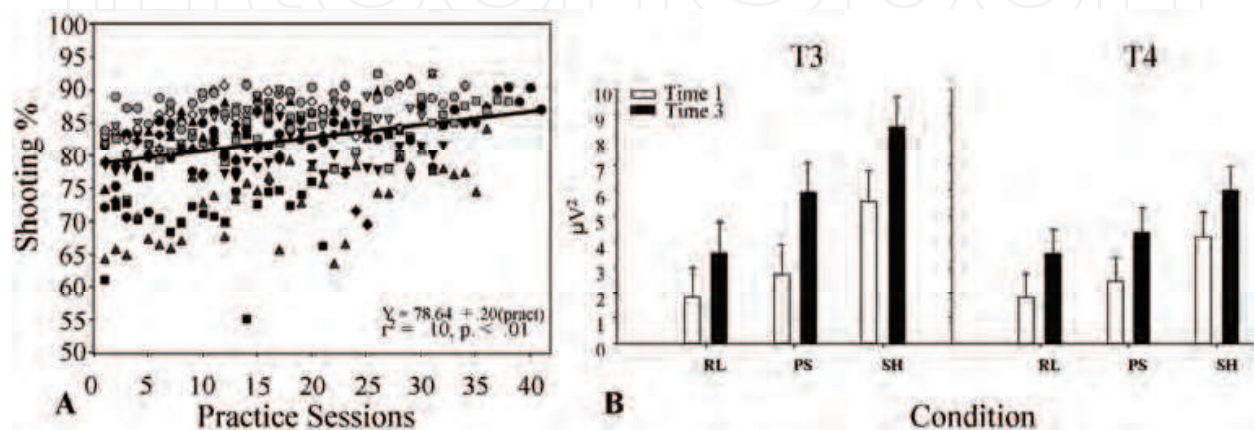 100
95
90
85
80
75
70
65
60
55
50
Shooting %
y = 78.64 + 20(pract)
r² = 10, p < 01
0 5 10 15 20 25 30 35 40
A
Practice Sessions
T3 T4
Time 1
Time 3
10
9
8
7
6
5
4
3
2
1
0
µV²
RL PS SH RL PS SH
B
Condition